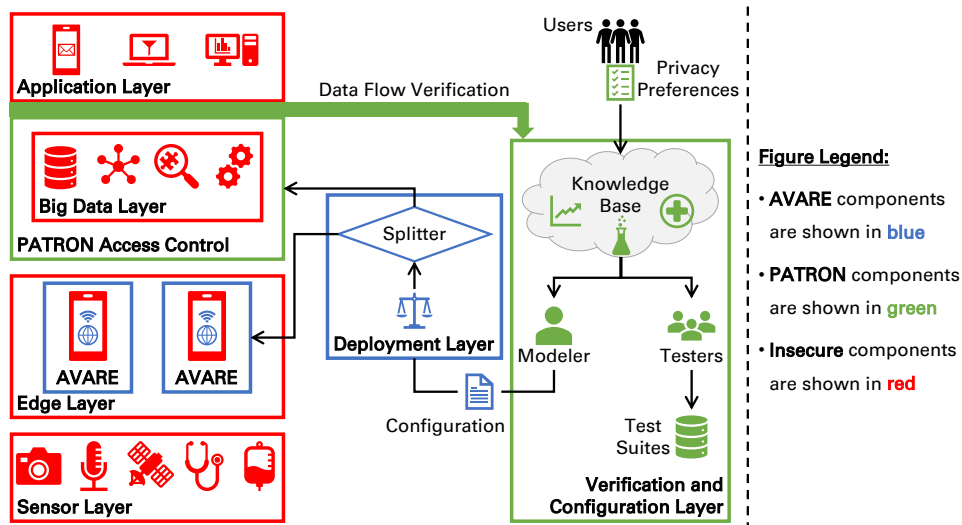 Application Layer
Data Flow Verification
Big Data Layer
PATRON Access Control
AVARE
AVARE
Edge Layer
Sensor Layer
Splitter
Deployment Layer
Configuration
Users
Privacy
Preferences
Knowledge
Base
Modeler
Testers
Test
Suites
Verification and
Configuration Layer
Figure Legend:
• AVARE components
are shown in blue
• PATRON components
are shown in green
• Insecure components
are shown in red